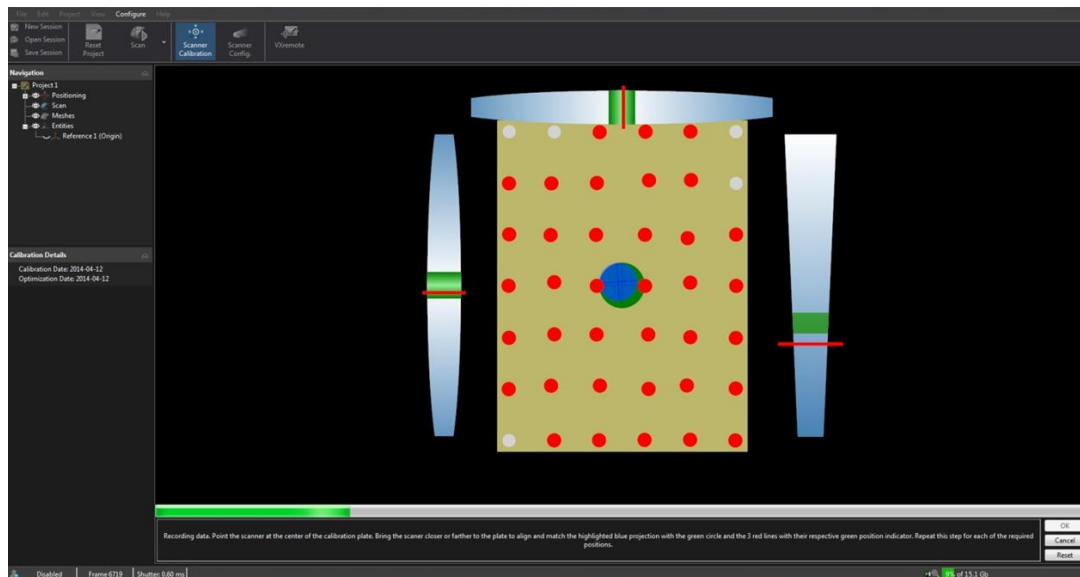 File Edit Project View Configure Help
New Session
Open Session
Save Session
Reset
Project
Scan
Scanner
Calibration
Scanner
Config.
VXremote
Navigation
Project 1
Positioning
Scan
Meshes
Entities
Reference 1 (Origin)
Calibration Details
Calibration Date: 2014-04-12
Optimization Date: 2014-04-12
Recording data. Point the scanner at the center of the calibration plate. Bring the scanner closer or farther to the plate to align and match the highlighted blue projection with the green circle and the 3 red lines with their respective green position indicator. Repeat this step for each of the required
positions.
OK
Cancel
Reset
Disabled Frame 6719 Shutter: 0,60 ms 9% of 15,1 Gb